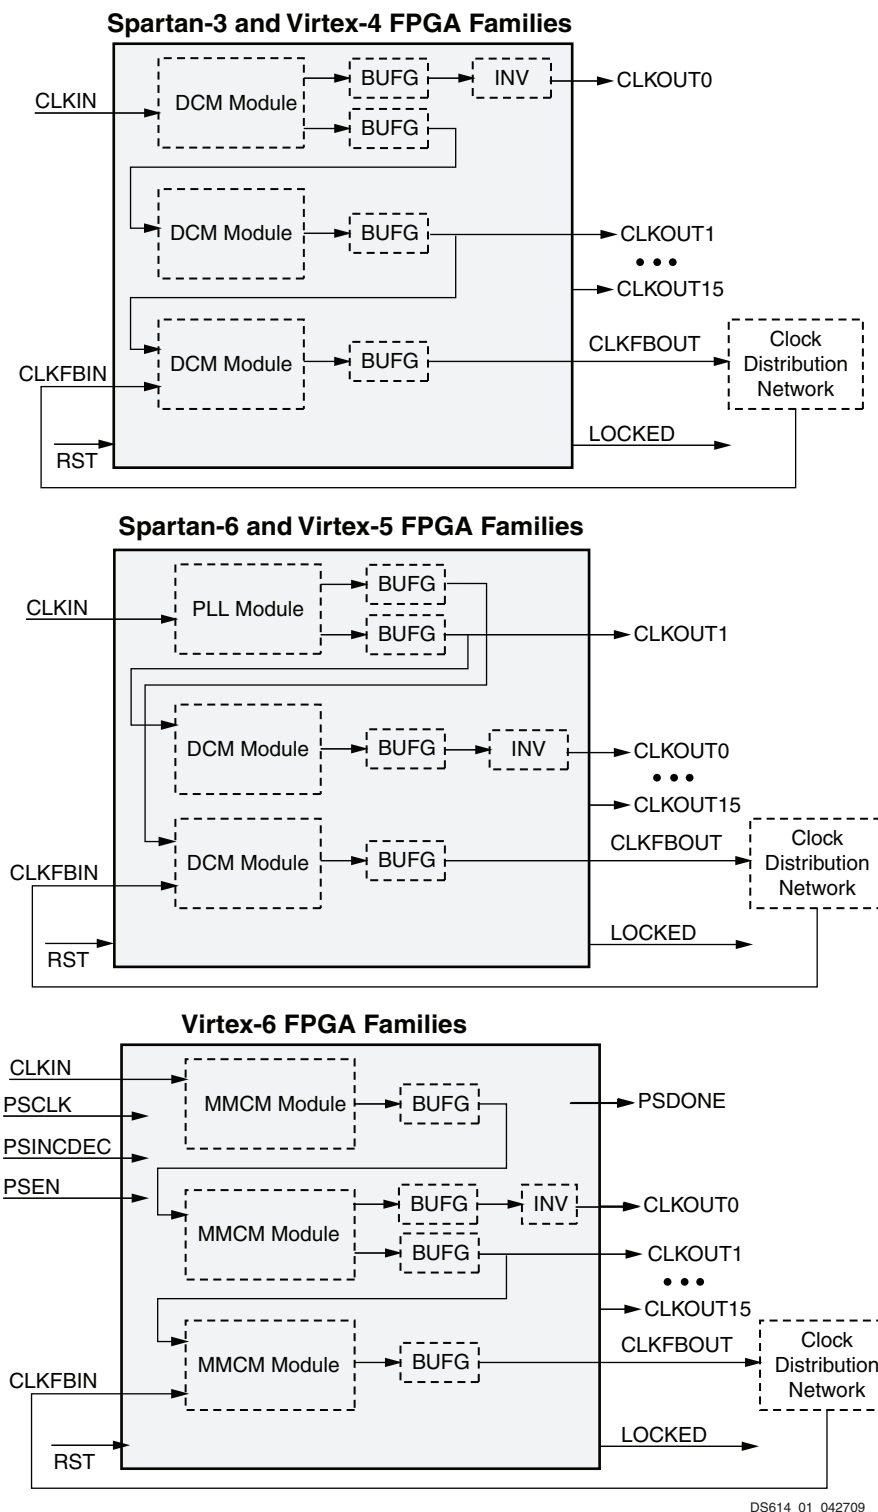 Spartan-3 and Virtex-4 FPGA Families
CLKIN
DCM Module
BUFG
INV
CLKOUT0
BUFG
DCM Module
BUFG
CLKOUT1
• • •
CLKOUT15
CLKFBIN
DCM Module
BUFG
CLKFBOUT
Clock
Distribution
Network
RST
LOCKED
Spartan-6 and Virtex-5 FPGA Families
CLKIN
PLL Module
BUFG
BUFG
CLKOUT1
DCM Module
BUFG
INV
CLKOUT0
• • •
CLKOUT15
CLKFBIN
DCM Module
BUFG
CLKFBOUT
Clock
Distribution
Network
RST
LOCKED
Virtex-6 FPGA Families
CLKIN
PSCLK
PSINCDEC
PSEN
MMCM Module
BUFG
PSDONE
MMCM Module
BUFG
INV
CLKOUT0
BUFG
CLKOUT1
• • •
CLKOUT15
CLKFBIN
MMCM Module
BUFG
CLKFBOUT
Clock
Distribution
Network
RST
LOCKED
DS614_01_042709